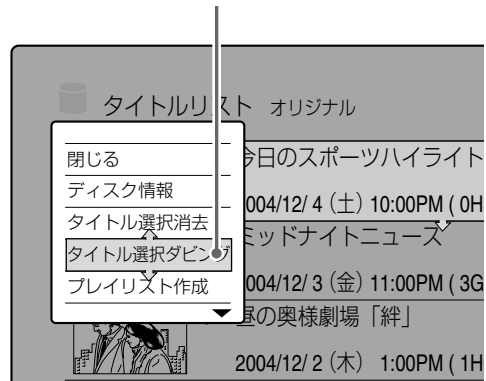 タイトルリスト オリジナル
閉じる
ディスク情報
タイトル選択消去
タイトル選択ダビング
プレイリスト作成
今日のスポーツハイライト
2004/12/ 4 (土) 10:00PM ( 0H
ミッドナイトニュース
2004/12/ 3 (金) 11:00PM ( 3G
昼の奥様劇場「絆」
2004/12/ 2 (木) 1:00PM ( 1H